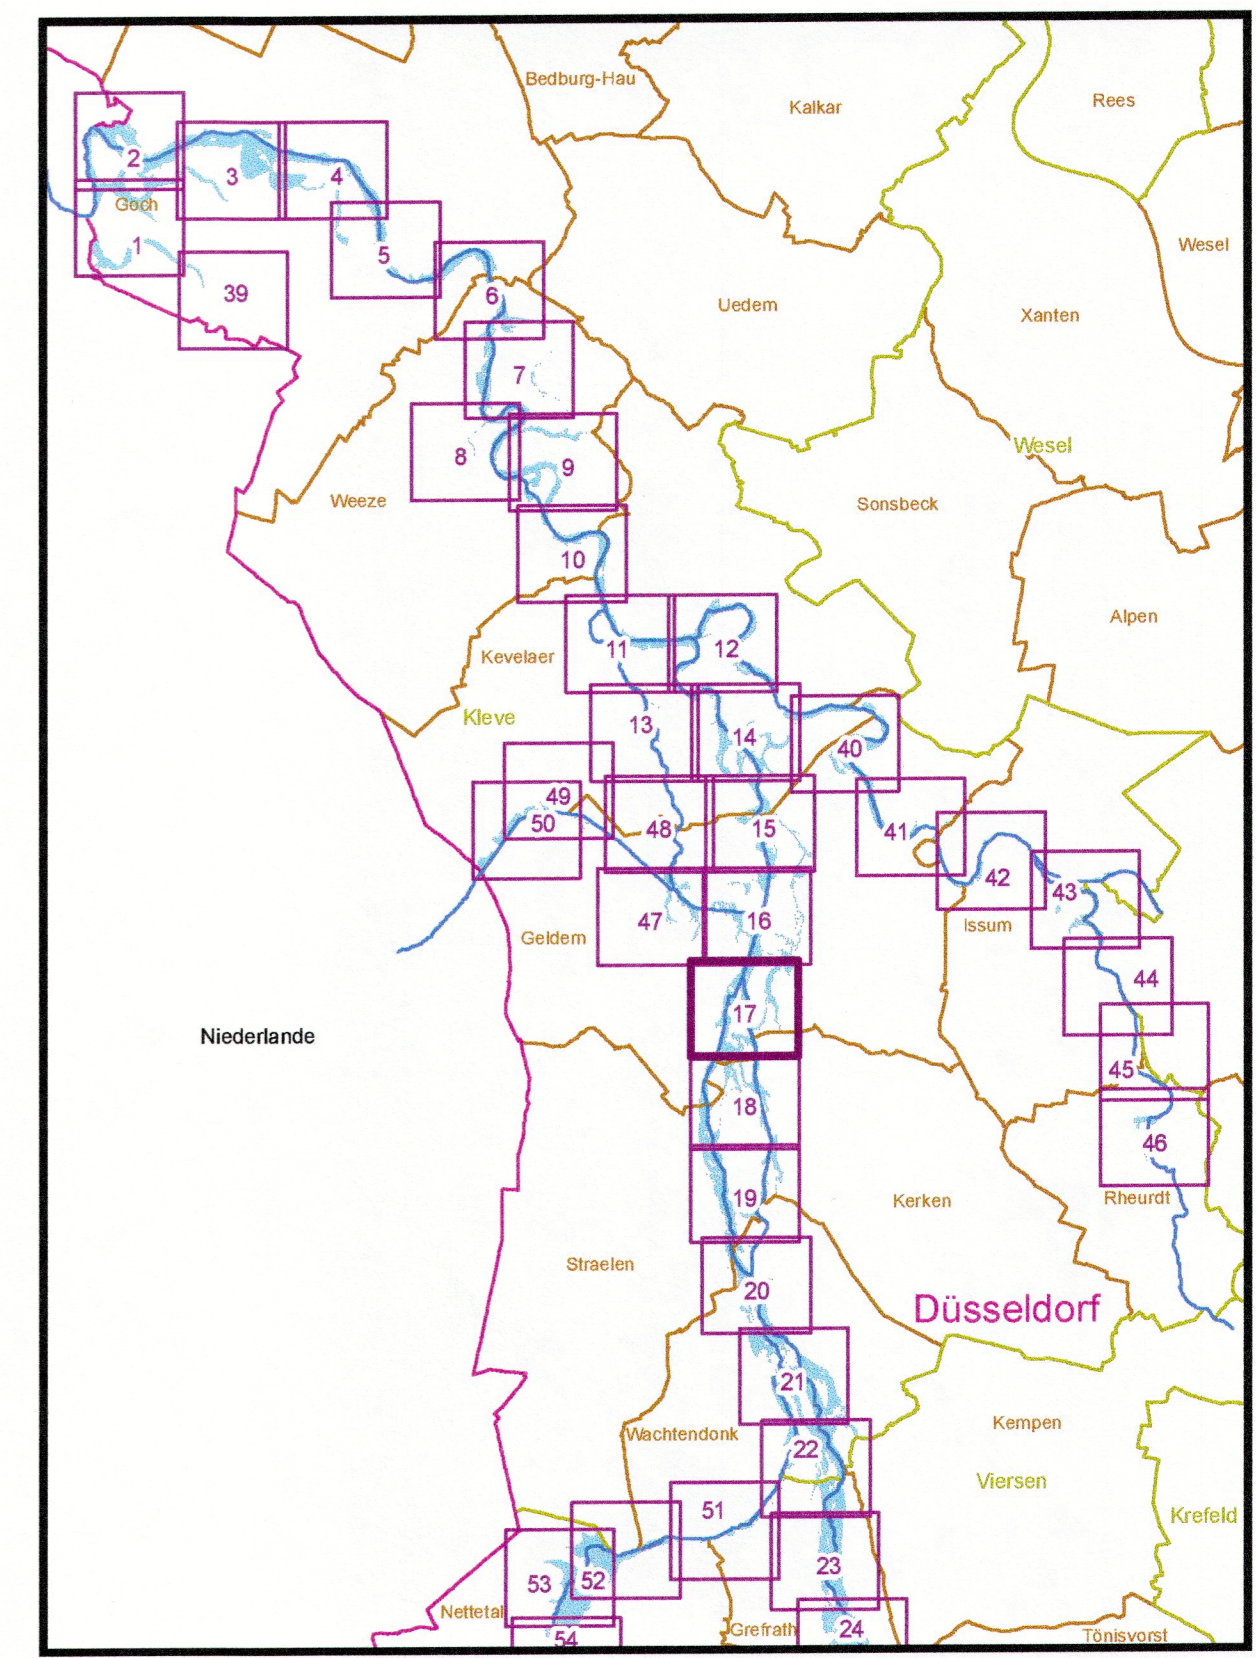 Bedburg-Hau
Kalkar
Rees
2
3
4
Goch
1
5
39
6
Wesel
Uedem
Xanten
7
8
9
Wesel
Weeze
Sonsbeck
10
Alpen
11
12
Kevelaer
Kleve
13
14
40
49
50
48
15
41
42
43
47
16
Geldern
Issum
44
17
Niederlande
45
18
46
19
Kerken
Rheurdt
Straelen
20
Düsseldorf
21
Wachtendonk
22
Kempen
Viersen
51
Krefeld
53
52
23
Nettetal
Grefrath
24
Tönisvorst
54